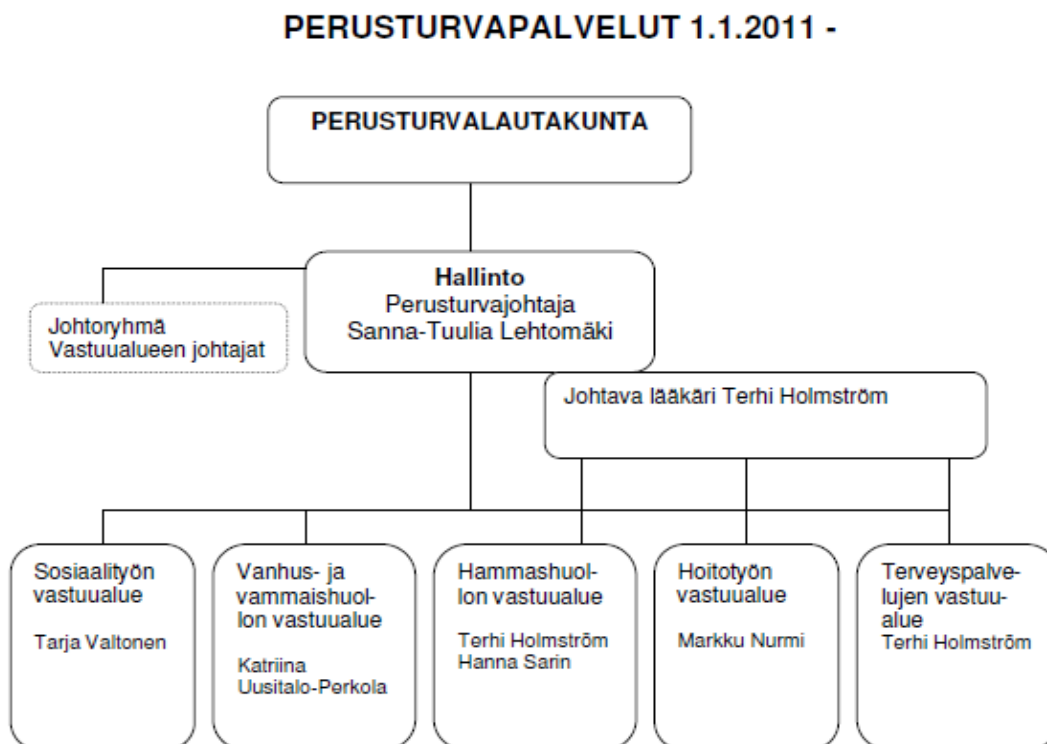 PERUSTURVAPALVELUT 1.1.2011 -
PERUSTURVALAUTAKUNTA
Hallinto
Perusturvajohtaja
Sanna-Tuulia Lehtomäki
Johtoryhmä
Vastuualueen johtajat
Johtava lääkäri Terhi Holmström
Sosiaalityön
vastuualue
Tarja Valtonen
Vanhus- ja
vammaishuol-
lon vastuualue
Katriina
Uusitalo-Perkola
Hammashuol-
lon vastuualue
Terhi Holmström
Hanna Sarin
Hoitotyön
vastuualue
Markku Nurmi
Terveyspalve-
lujen vastuu-
alue
Terhi Holmström